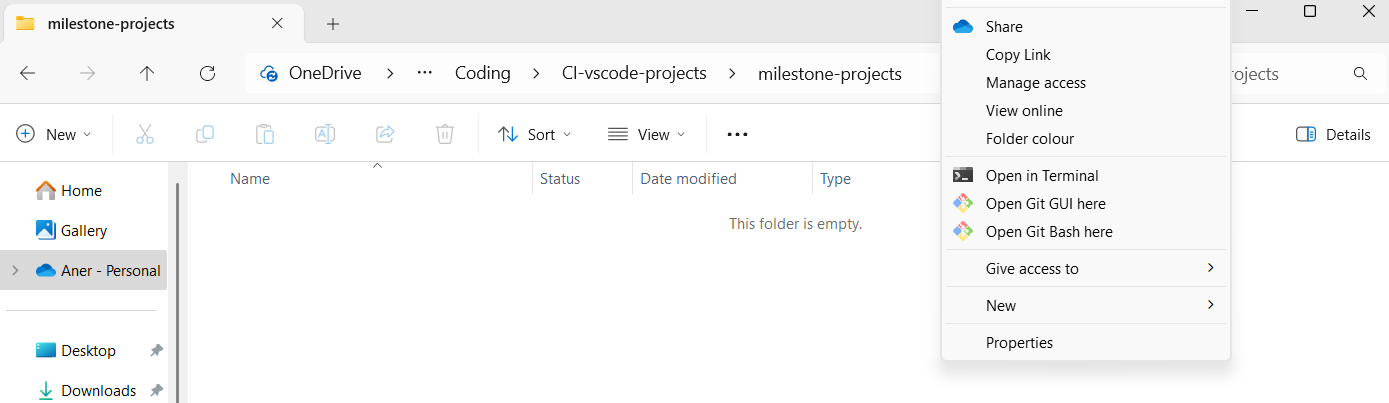 milestone-projects
OneDrive
Coding
CI-vscode-projects
milestone-projects
New
Sort
View
Details
Name
Status
Date modified
Type
This folder is empty.
Home
Gallery
Aner - Personal
Desktop
Downloads
Share
Copy Link
Manage access
View online
Folder colour
Open in Terminal
Open Git GUI here
Open Git Bash here
Give access to
New
Properties